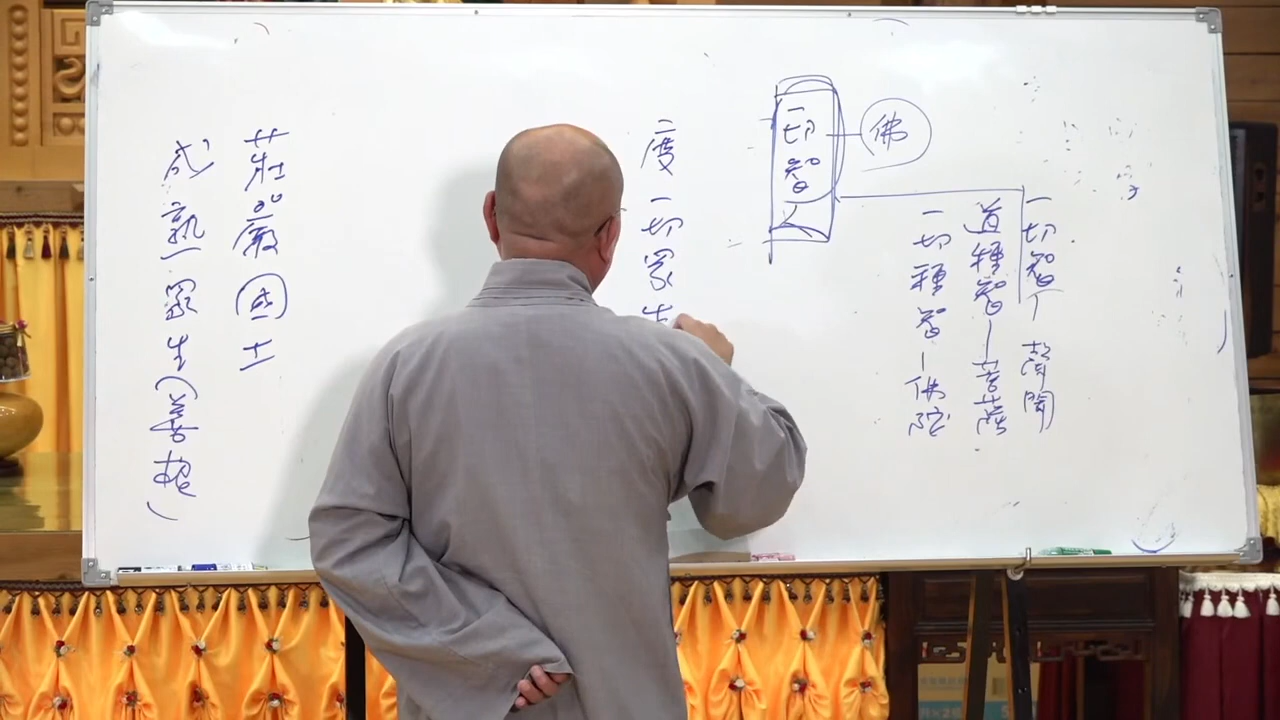 一切智—聲聞
道種智—菩薩
一切種智—佛陀
佛
一切智
度一切眾生
莊嚴國土
成熟眾生(善根)